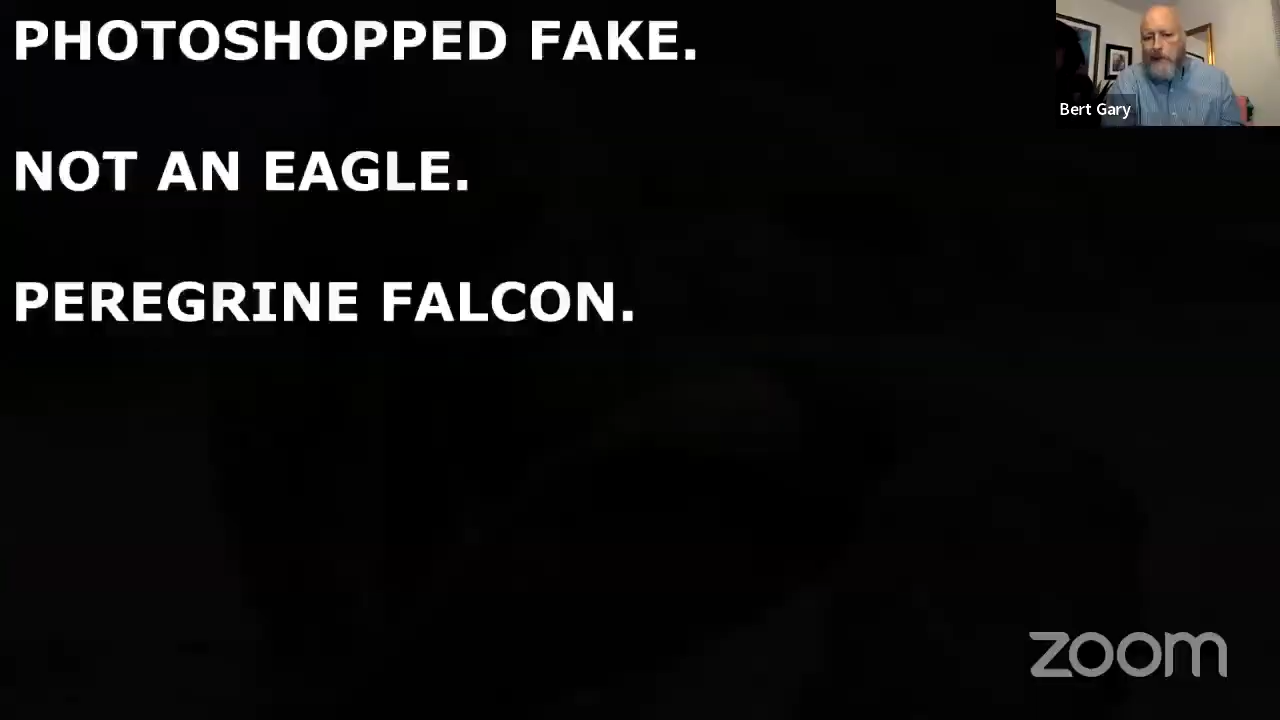 PHOTOSHOPPED FAKE.
NOT AN EAGLE.
PEREGRINE FALCON.
Bert Gary
zoom